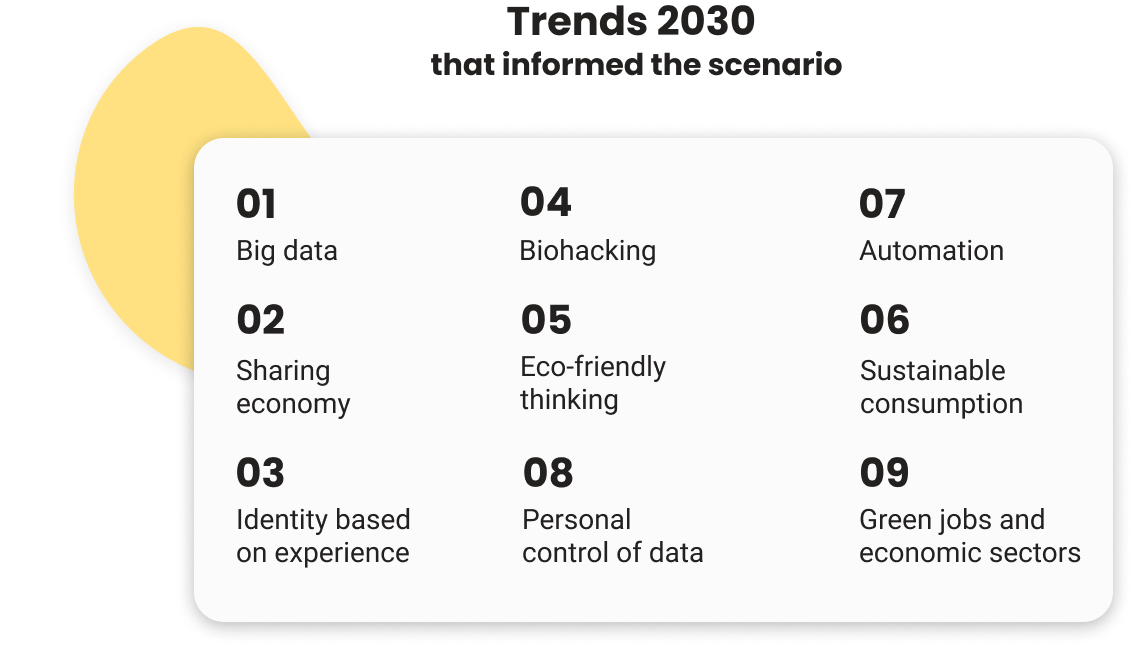 Trends 2030
that informed the scenario
01
Big data
02
Sharing
economy
03
Identity based
on experience
04
Biohacking
05
Eco-friendly
thinking
08
Personal
control of data
07
Automation
06
Sustainable
consumption
09
Green jobs and
economic sectors